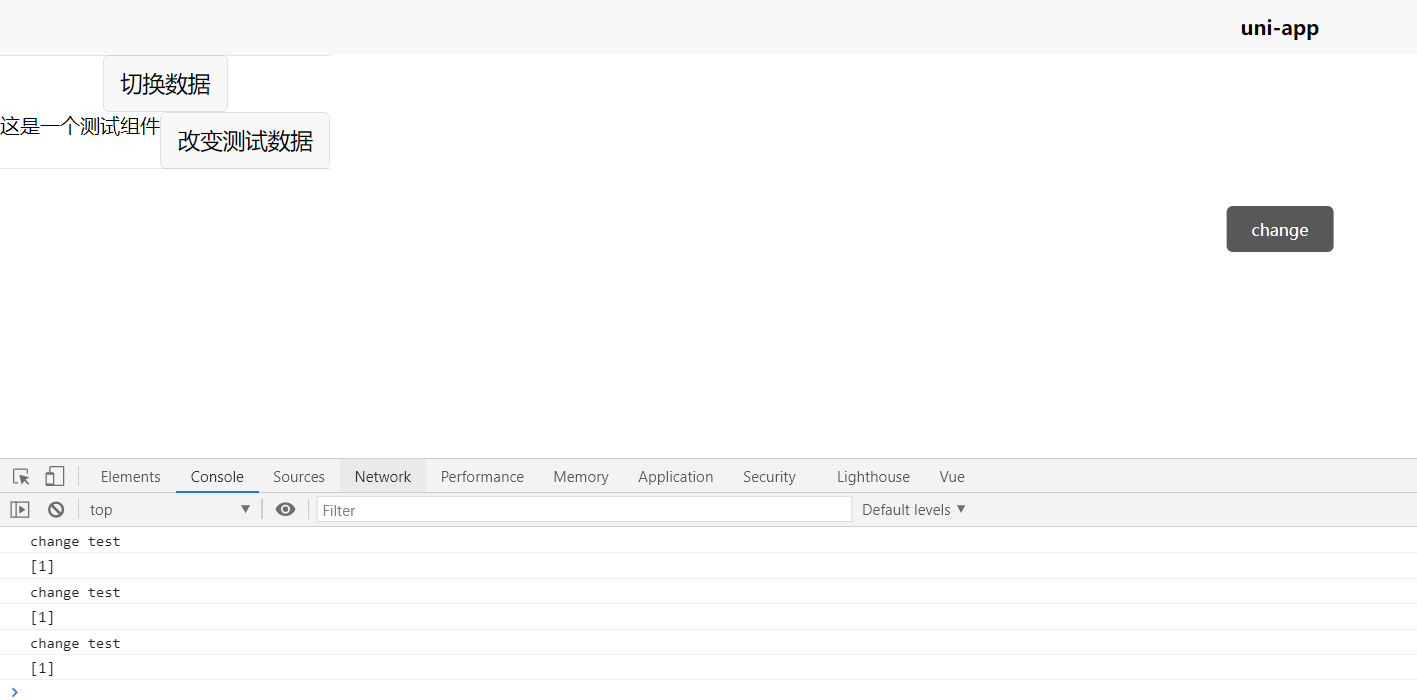 uni-app
切换数据
这是一个测试组件 改变测试数据
change
Elements Console Sources Network Performance Memory Application Security Lighthouse Vue
top Filter Default levels
change test
[1]
change test
[1]
change test
[1]